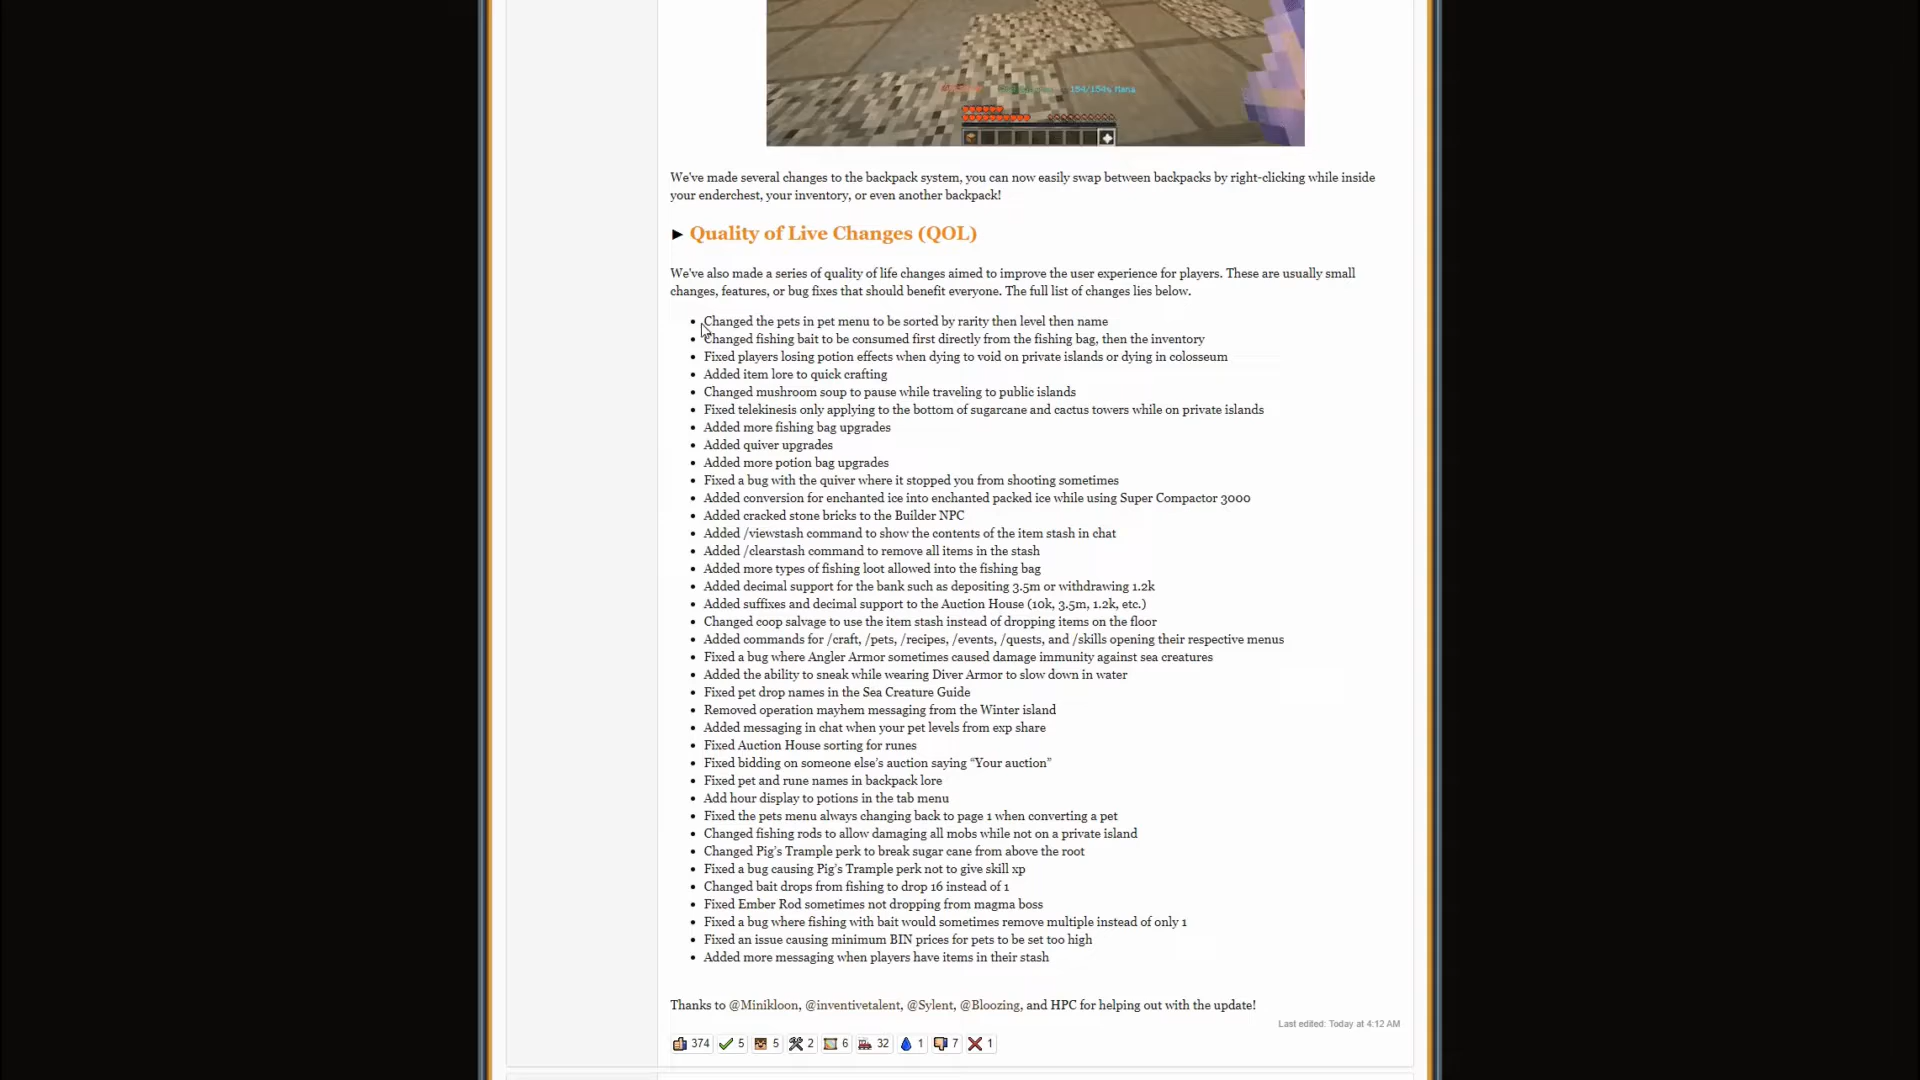 184/154% Mana
We've made several changes to the backpack system, you can now easily swap between backpacks by right-clicking while inside
your enderchest, your inventory, or even another backpack!
► Quality of Live Changes (QOL)
We've also made a series of quality of life changes aimed to improve the user experience for players. These are usually small
changes, features, or bug fixes that should benefit everyone. The full list of changes lies below.
• Changed the pets in pet menu to be sorted by rarity then level then name
• Changed fishing bait to be consumed first directly from the fishing bag, then the inventory
• Fixed players losing potion effects when dying to void on private islands or dying in colosseum
• Added item lore to quick crafting
• Changed mushroom soup to pause while traveling to public islands
• Fixed telekinesis only applying to the bottom of sugarcane and cactus towers while on private islands
• Added more fishing bag upgrades
• Added quiver upgrades
• Added more potion bag upgrades
• Fixed a bug with the quiver where it stopped you from shooting sometimes
• Added conversion for enchanted ice into enchanted packed ice while using Super Compactor 3000
• Added cracked stone bricks to the Builder NPC
• Added /viewstash command to show the contents of the item stash in chat
• Added /clearstash command to remove all items in the stash
• Added more types of fishing loot allowed into the fishing bag
• Added decimal support for the bank such as depositing 3.5m or withdrawing 1.2k
• Added suffixes and decimal support to the Auction House (10k, 3.5m, 1.2k, etc.)
• Changed coop salvage to use the item stash instead of dropping items on the floor
• Added commands for /craft, /pets, /recipes, /events, /quests, and /skills opening their respective menus
• Fixed a bug where Angler Armor sometimes caused damage immunity against sea creatures
• Added the ability to sneak while wearing Diver Armor to slow down in water
• Fixed pet drop names in the Sea Creature Guide
• Removed operation mayhem messaging from the Winter island
• Added messaging in chat when your pet levels from exp share
• Fixed Auction House sorting for runes
• Fixed bidding on someone else's auction saying “Your auction”
• Fixed pet and rune names in backpack lore
• Add hour display to potions in the tab menu
• Fixed the pets menu always changing back to page 1 when converting a pet
• Changed fishing rods to allow damaging all mobs while not on a private island
• Changed Pig's Trample perk to break sugar cane from above the root
• Fixed a bug causing Pig's Trample perk not to give skill xp
• Changed bait drops from fishing to drop 16 instead of 1
• Fixed Ember Rod sometimes not dropping from magma boss
• Fixed a bug where fishing with bait would sometimes remove multiple instead of only 1
• Fixed an issue causing minimum BIN prices for pets to be set too high
• Added more messaging when players have items in their stash
Thanks to @Minikloon, @inventivetalent, @Sylent, @Bloozing, and HPC for helping out with the update!
Last edited: Today at 4:12 AM
374 5 5 2 6 32 1 7 1